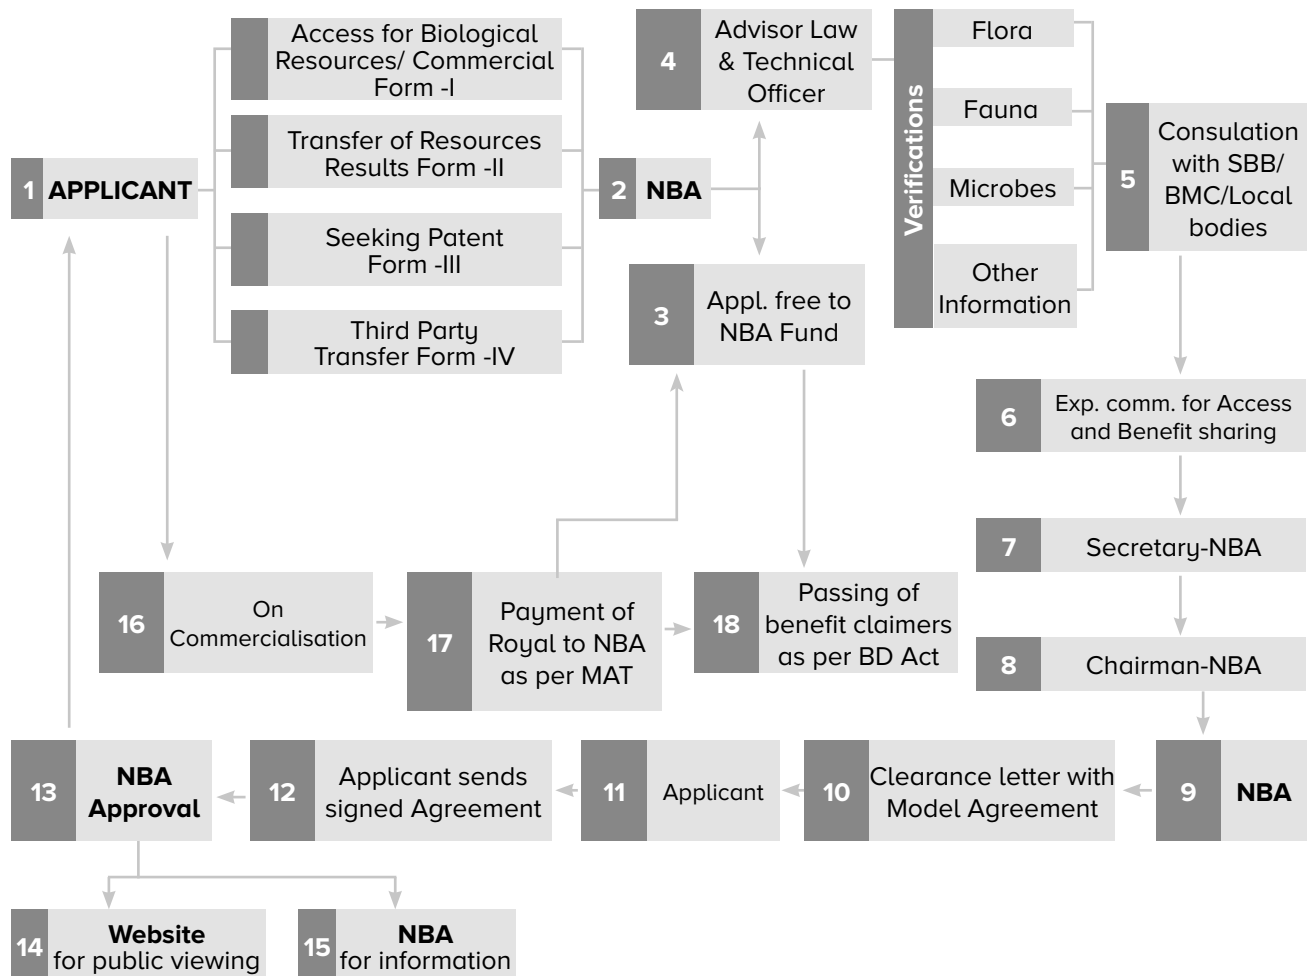 1 APPLICANT
Access for Biological
Resources/ Commercial
Form -I
Transfer of Resources
Results Form -II
Seeking Patent
Form -III
Third Party
Transfer Form -IV
2 NBA
3
Appl. free to
NBA Fund
4
Advisor Law
& Technical
Officer
Verifications
Flora
Fauna
Microbes
Other
Information
5
Consulation
with SBB/
BMC/Local
bodies
6
Exp. comm. for Access
and Benefit sharing
7 Secretary-NBA
8 Chairman-NBA
9 NBA
10
Clearance letter with
Model Agreement
11 Applicant
12
Applicant sends
signed Agreement
13
NBA
Approval
14
Website
for public viewing
15
NBA
for information
16
On
Commercialisation
17
Payment of
Royal to NBA
as per MAT
18
Passing of
benefit claimers
as per BD Act